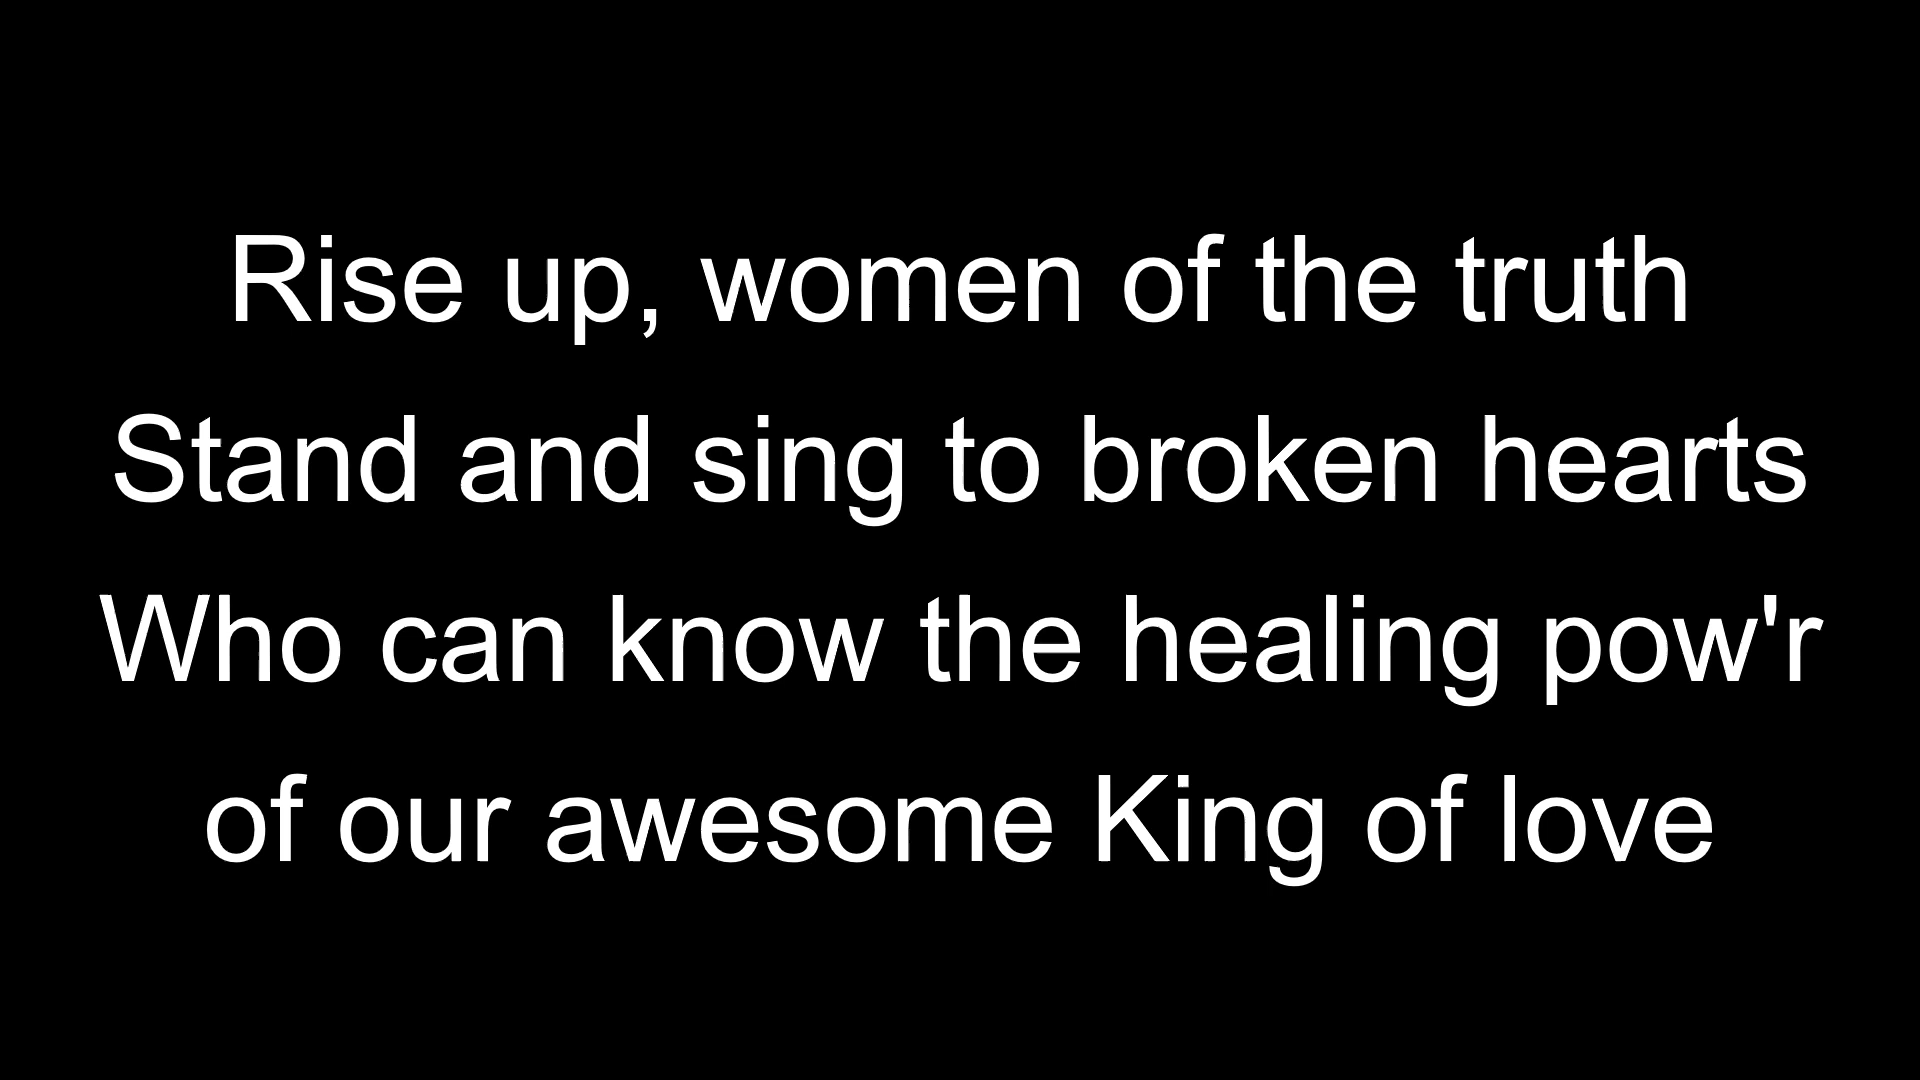 Rise up, women of the truth
Stand and sing to broken hearts
Who can know the healing pow'r
of our awesome King of love